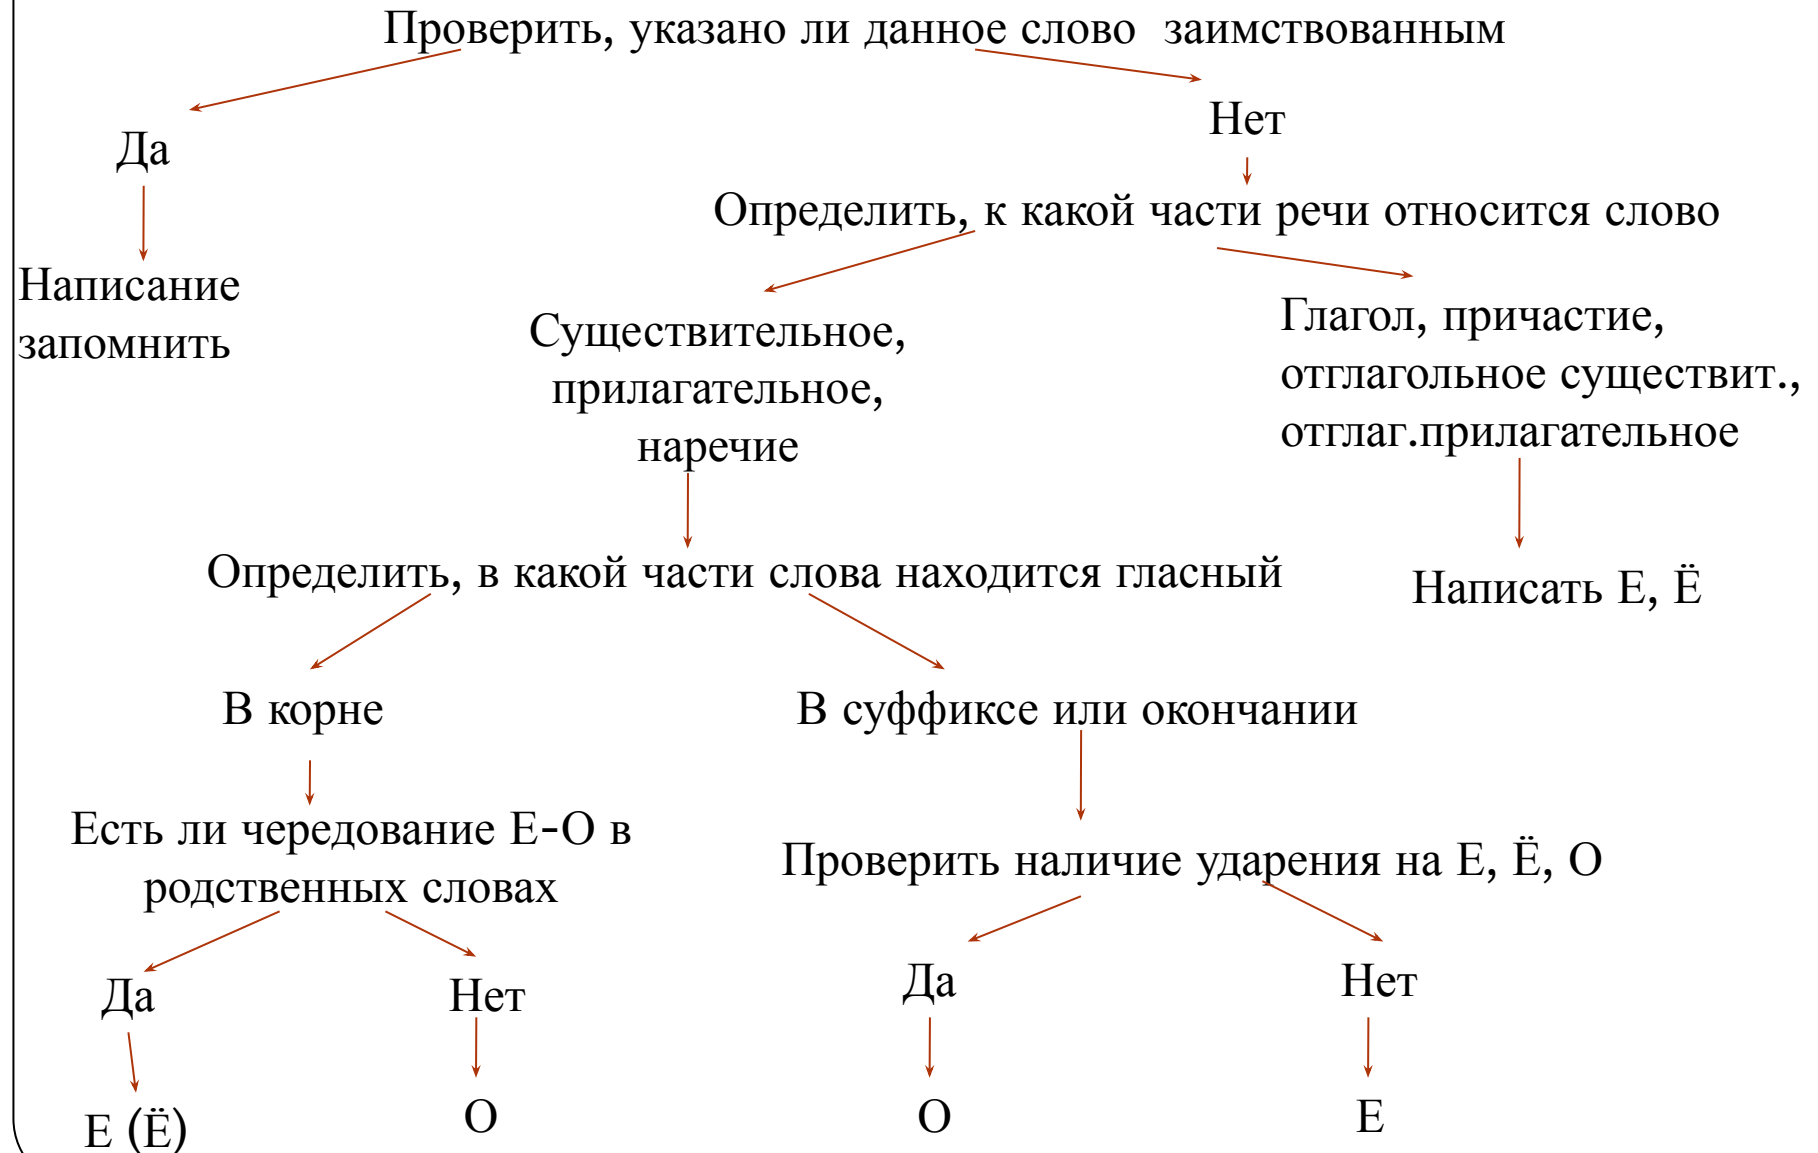 Проверить, указано ли данное слово заимствованным
Да
Нет
Определить, к какой части речи относится слово
Написание
запомнить
Существительное,
прилагательное,
наречие
Глагол, причастие,
отглагольное существит.,
отглаг.прилагательное
Определить, в какой части слова находится гласный
Написать Е, Ё
В корне
В суффиксе или окончании
Есть ли чередование Е-О в
родственных словах
Проверить наличие ударения на Е, Ё, О
Да
Нет
Да
Нет
Е (Ё)
О
О
Е